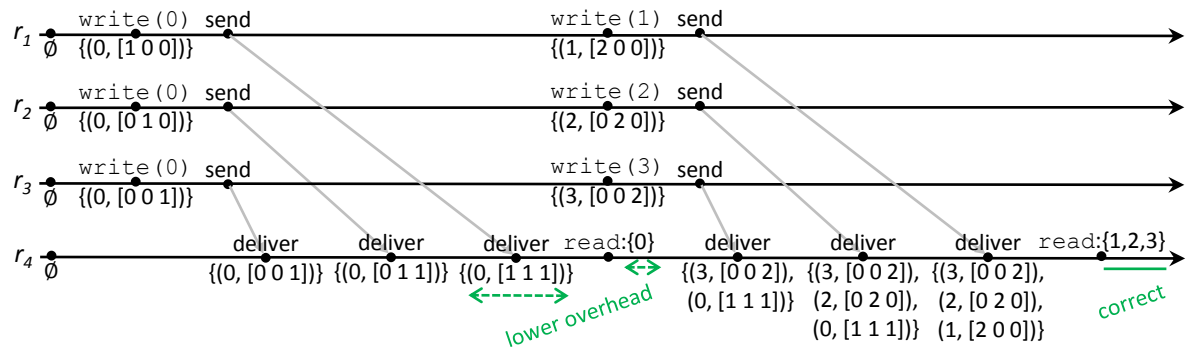 write(0) send write(1) send
r1 ∅ {(0, [1 0 0])} {(1, [2 0 0])}
write(0) send write(2) send
r2 ∅ {(0, [0 1 0])} {(2, [0 2 0])}
write(0) send write(3) send
r3 ∅ {(0, [0 0 1])} {(3, [0 0 2])}
deliver deliver deliver read:{0} deliver deliver deliver read:{1,2,3}
r4 ∅ {(0, [0 0 1])} {(0, [0 1 1])} {(0, [1 1 1])} {(3, [0 0 2]), {(3, [0 0 2]), {(3, [0 0 2]),
(0, [1 1 1])} (2, [0 2 0]), (2, [0 2 0]),
(0, [1 1 1])} (1, [2 0 0])}
lower overhead
correct